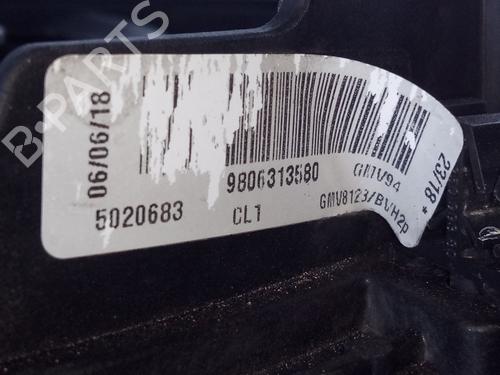 B-PARTS
06/06/18
9806313580
GMV94
23/18*
5020683
CL1
GMV8123/BVH2p